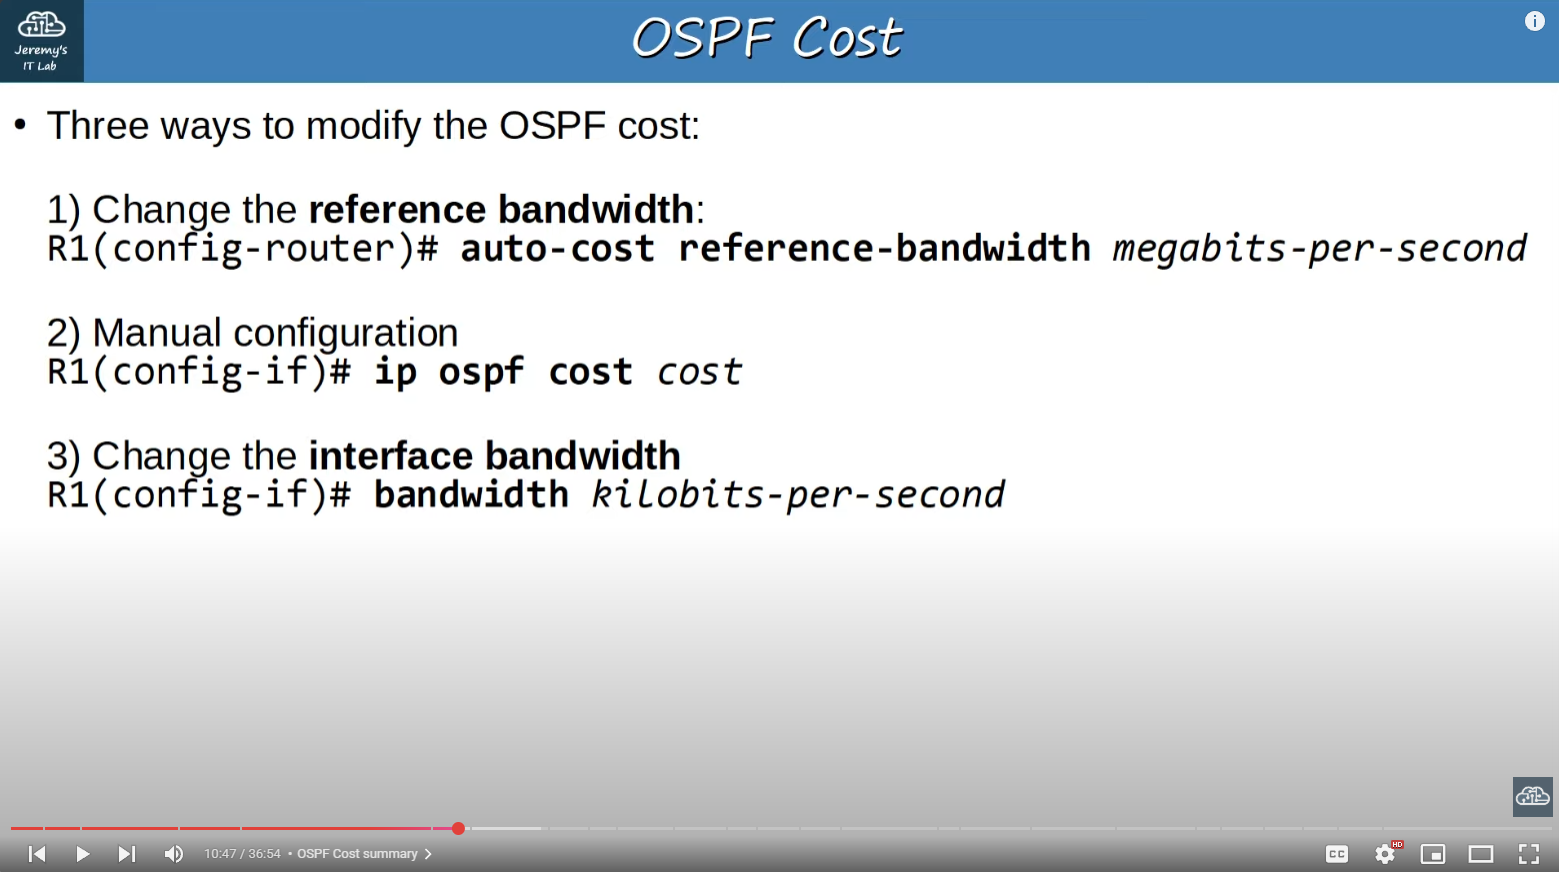 Jeremy's
IT Lab
OSPF Cost
i
• Three ways to modify the OSPF cost:
1) Change the reference bandwidth:
R1(config-router)# auto-cost reference-bandwidth megabits-per-second
2) Manual configuration
R1(config-if)# ip ospf cost cost
3) Change the interface bandwidth
R1(config-if)# bandwidth kilobits-per-second
10:47 / 36:54 • OSPF Cost summary
CC
HD